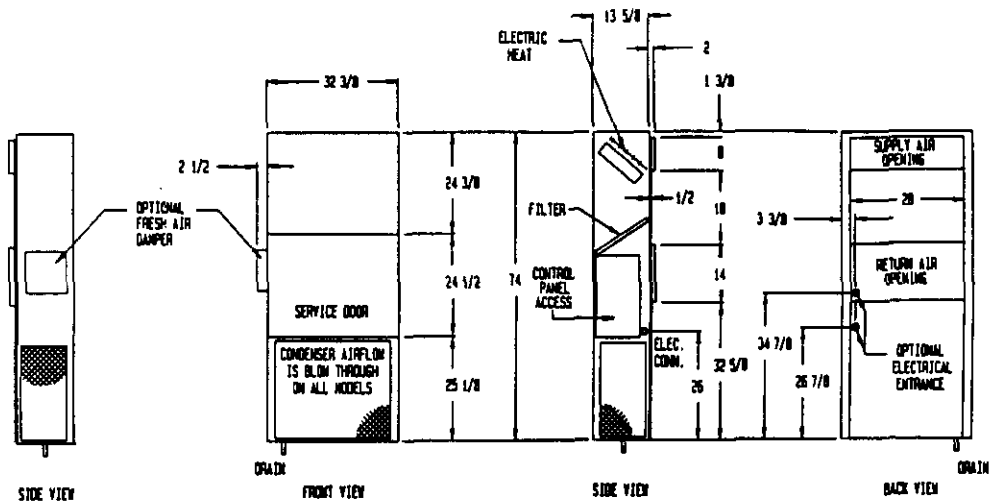 13 5/8
ELECTRIC
HEAT
2
1 3/8
32 3/8
SUPPLY AIR
OPENING
8
2 1/2
24 3/8
1/2
28
OPTIONAL
FRESH AIR
DAMPER
FILTER
18
3 3/8
CONTROL
PANEL
ACCESS
RETURN AIR
OPENING
74
14
24 1/2
SERVICE DOOR
CONDENSER AIRFLOW
IS BLOW THROUGH
ON ALL MODELS
ELEC.
CONN.
34 7/8
OPTIONAL
ELECTRICAL
ENTRANCE
32 5/8
26
26 7/8
25 1/8
DRAIN
DRAIN
SIDE VIEW
FRONT VIEW
SIDE VIEW
BACK VIEW